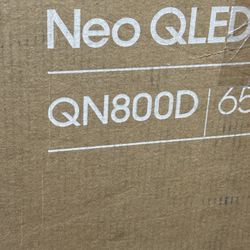 Neo QLED
QN800D | 65